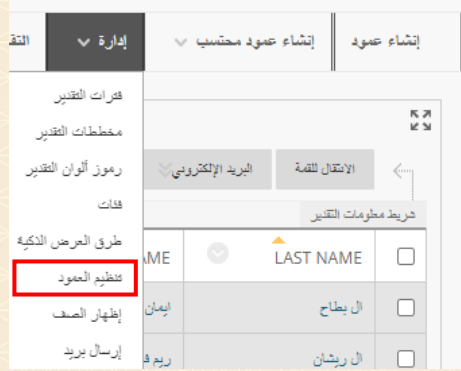 إنشاء عمود
إنشاء عمود محتسب
إدارة
التقد
فترات التقدير
مخططات التقدير
رموز ألوان التقدير
فئات
طرق العرض الذكية
تنظيم العمود
إظهار الصف
إرسال بريد
الانتقال للقمة
البريد الإلكتروني
شريط معلومات التقدير
LAST NAME
AME
ال بطاح
ايمان
ال ريشان
ريم ف